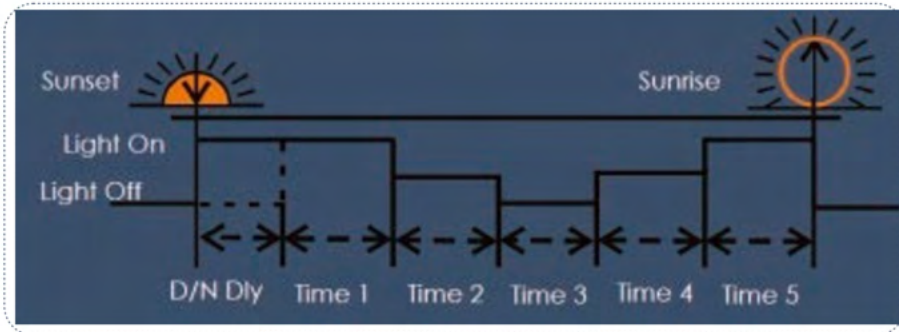 Sunset
Sunrise
Light On
Light Off
D/N Dly Time 1 Time 2 Time 3 Time 4 Time 5